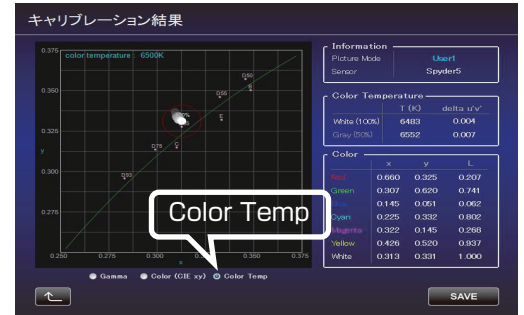 キャリブレーション結果
color temperature : 6500K
0.375
0.350
0.325
y
0.300
0.275
0.250
0.275
0.300
0.350
0.375
x
D50
E
D55
E
D75
C
D93
Color Temp
Gamma
Color (CIE xy)
Color Temp
Information
Picture Mode User1
Sensor Spyder5
Color Temperature
T (K) delta u'v'
White (100%) 6483 0.004
Gray (50%) 6552 0.007
Color
x y L
Red 0.660 0.325 0.207
Green 0.307 0.620 0.741
Blue 0.145 0.051 0.062
Cyan 0.225 0.332 0.802
Magenta 0.322 0.145 0.268
Yellow 0.426 0.520 0.937
White 0.313 0.331 1.000
SAVE